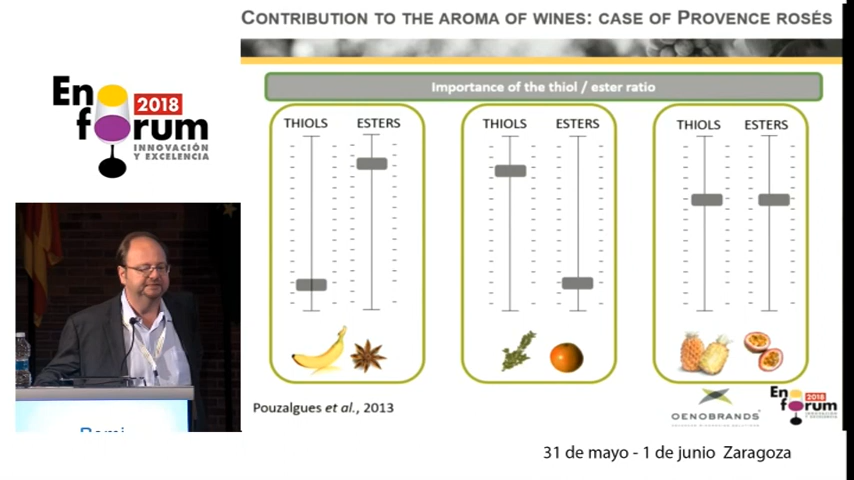 CONTRIBUTION TO THE AROMA OF WINES: CASE OF PROVENCE ROSÉS
Importance of the thiol / ester ratio
THIOLS ESTERS
THIOLS ESTERS
THIOLS ESTERS
Pouzalgues et al., 2013
OENOBRANDS
Eno forum 2018
INNOVACIÓN
Y EXCELENCIA
Eno
2018
forum
31 de mayo - 1 de junio Zaragoza